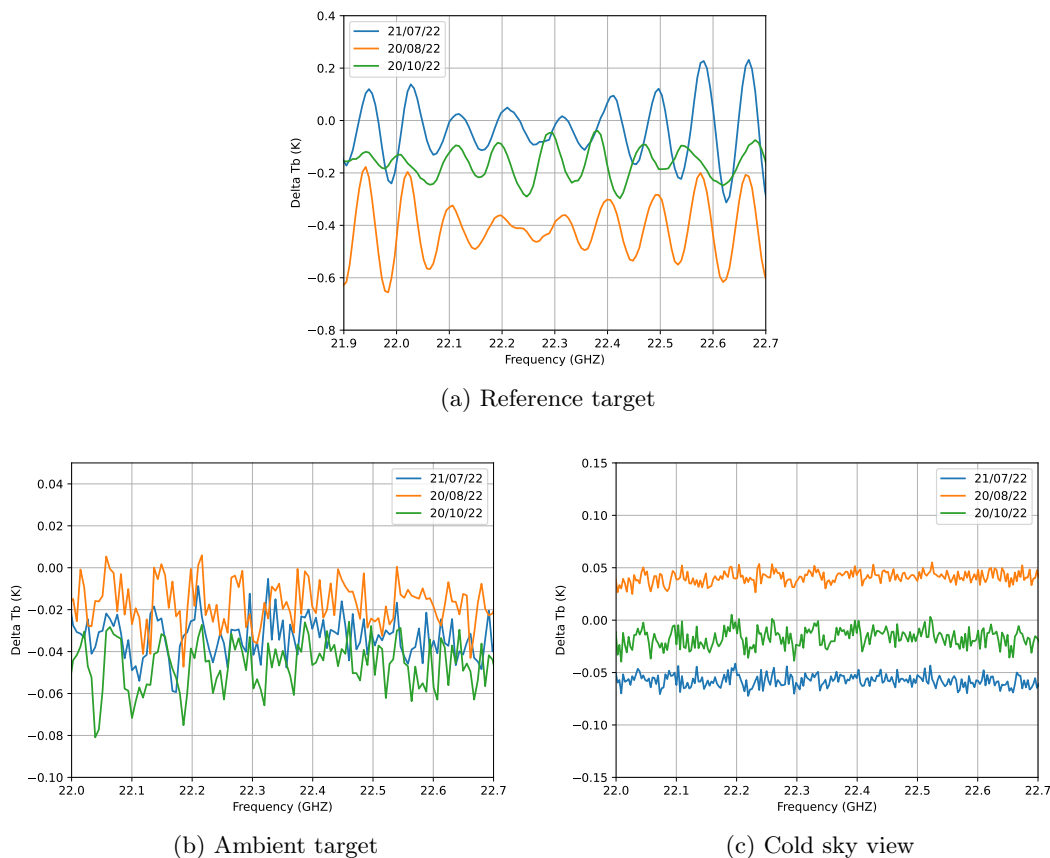 0.4
0.2
0.0
−0.2
−0.4
−0.6
−0.8
Delta Tb (K)
21/07/22
20/08/22
20/10/22
21.9 22.0 22.1 22.2 22.3 22.4 22.5 22.6 22.7
Frequency (GHZ)
(a) Reference target
0.04
0.02
0.00
−0.02
−0.04
−0.06
−0.08
−0.10
Delta Tb (K)
21/07/22
20/08/22
20/10/22
22.0 22.1 22.2 22.3 22.4 22.5 22.6 22.7
Frequency (GHZ)
(b) Ambient target
0.15
0.10
0.05
0.00
−0.05
−0.10
−0.15
Delta Tb (K)
21/07/22
20/08/22
20/10/22
22.0 22.1 22.2 22.3 22.4 22.5 22.6 22.7
Frequency (GHZ)
(c) Cold sky view